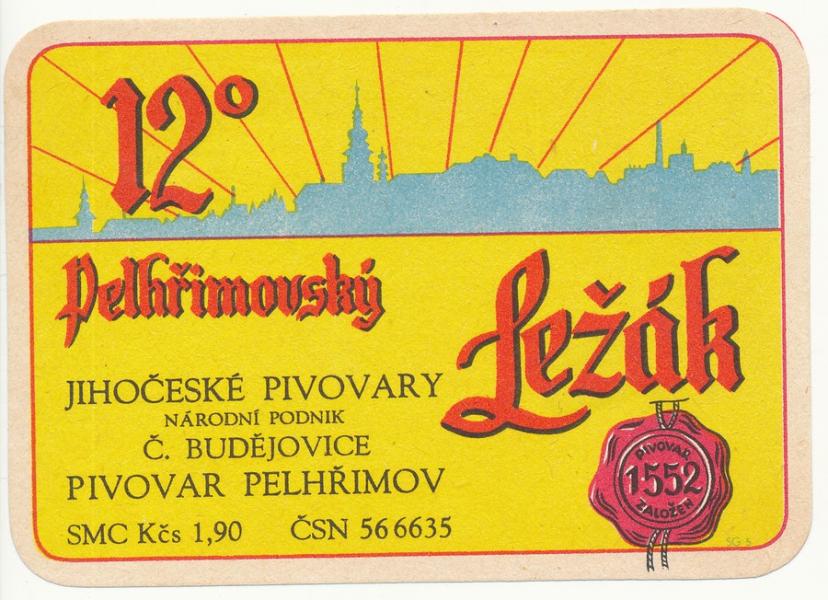 12°
Pelhřimovský
Ležák
JIHOČESKÉ PIVOVARY
NÁRODNÍ PODNIK
Č. BUDĚJOVICE
PIVOVAR PELHŘIMOV
SMC Kčs 1,90 ČSN 56 6635
PIVOVAR
1552
ZALOŽEN
SG 5